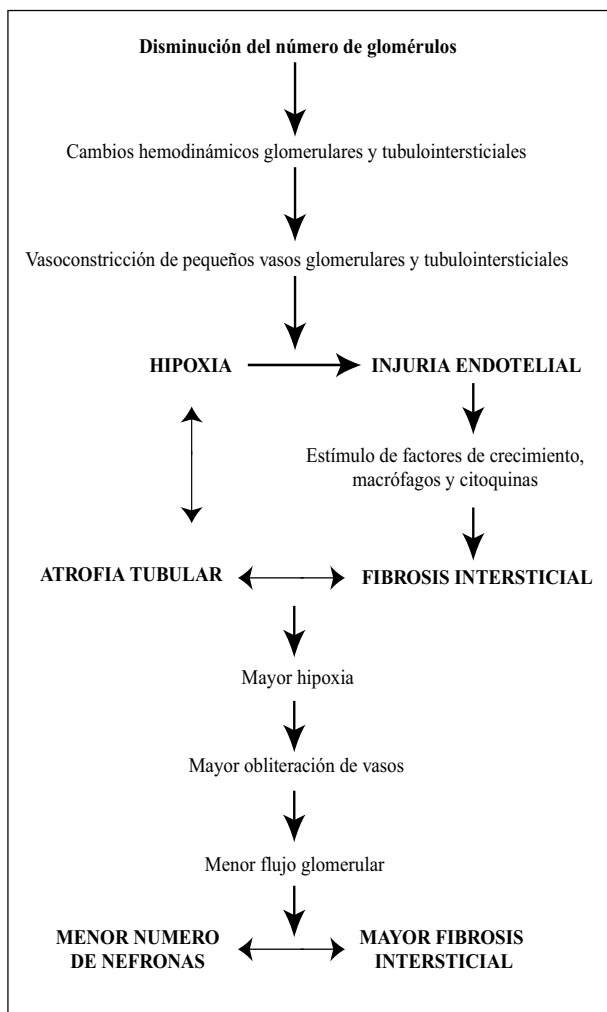 Disminución del número de glomérulos
Cambios hemodinámicos glomerulares y tubulointersticiales
Vasoconstricción de pequeños vasos glomerulares y tubulointersticiales
HIPOXIA
INJURIA ENDOTELIAL
Estímulo de factores de crecimiento,
macrófagos y citoquinas
ATROFIA TUBULAR
FIBROSIS INTERSTICIAL
Mayor hipoxia
Mayor obliteración de vasos
Menor flujo glomerular
MENOR NUMERO
DE NEFRONAS
MAYOR FIBROSIS
INTERSTICIAL